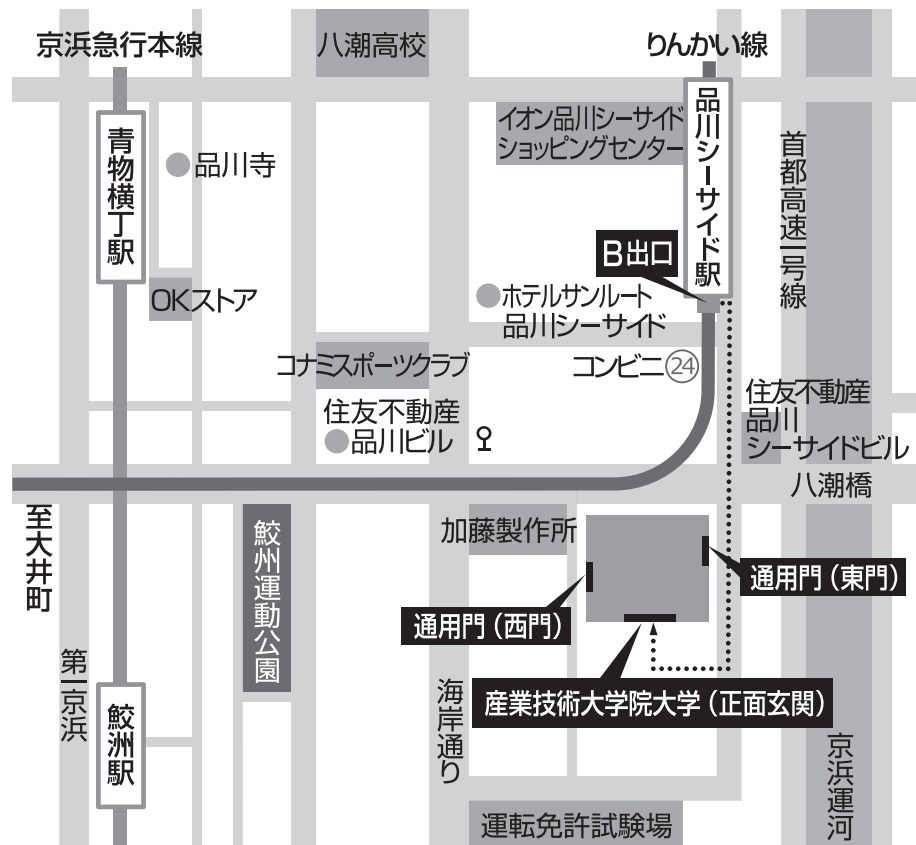 京浜急行本線
八潮高校
りんかい線
青物横丁駅
品川寺
イオン品川シーサイド
ショッピングセンター
品川シーサイド駅
首都高速一号線
B出口
OKストア
ホテルサンルート
品川シーサイド
コナミスポーツクラブ
コンビニ24
住友不動産
品川ビル
住友不動産
品川
シーサイドビル
八潮橋
至大井町
鮫州運動公園
加藤製作所
通用門（東門）
通用門（西門）
産業技術大学院大学（正面玄関）
第一京浜
鮫洲駅
海岸通り
京浜運河
運転免許試験場